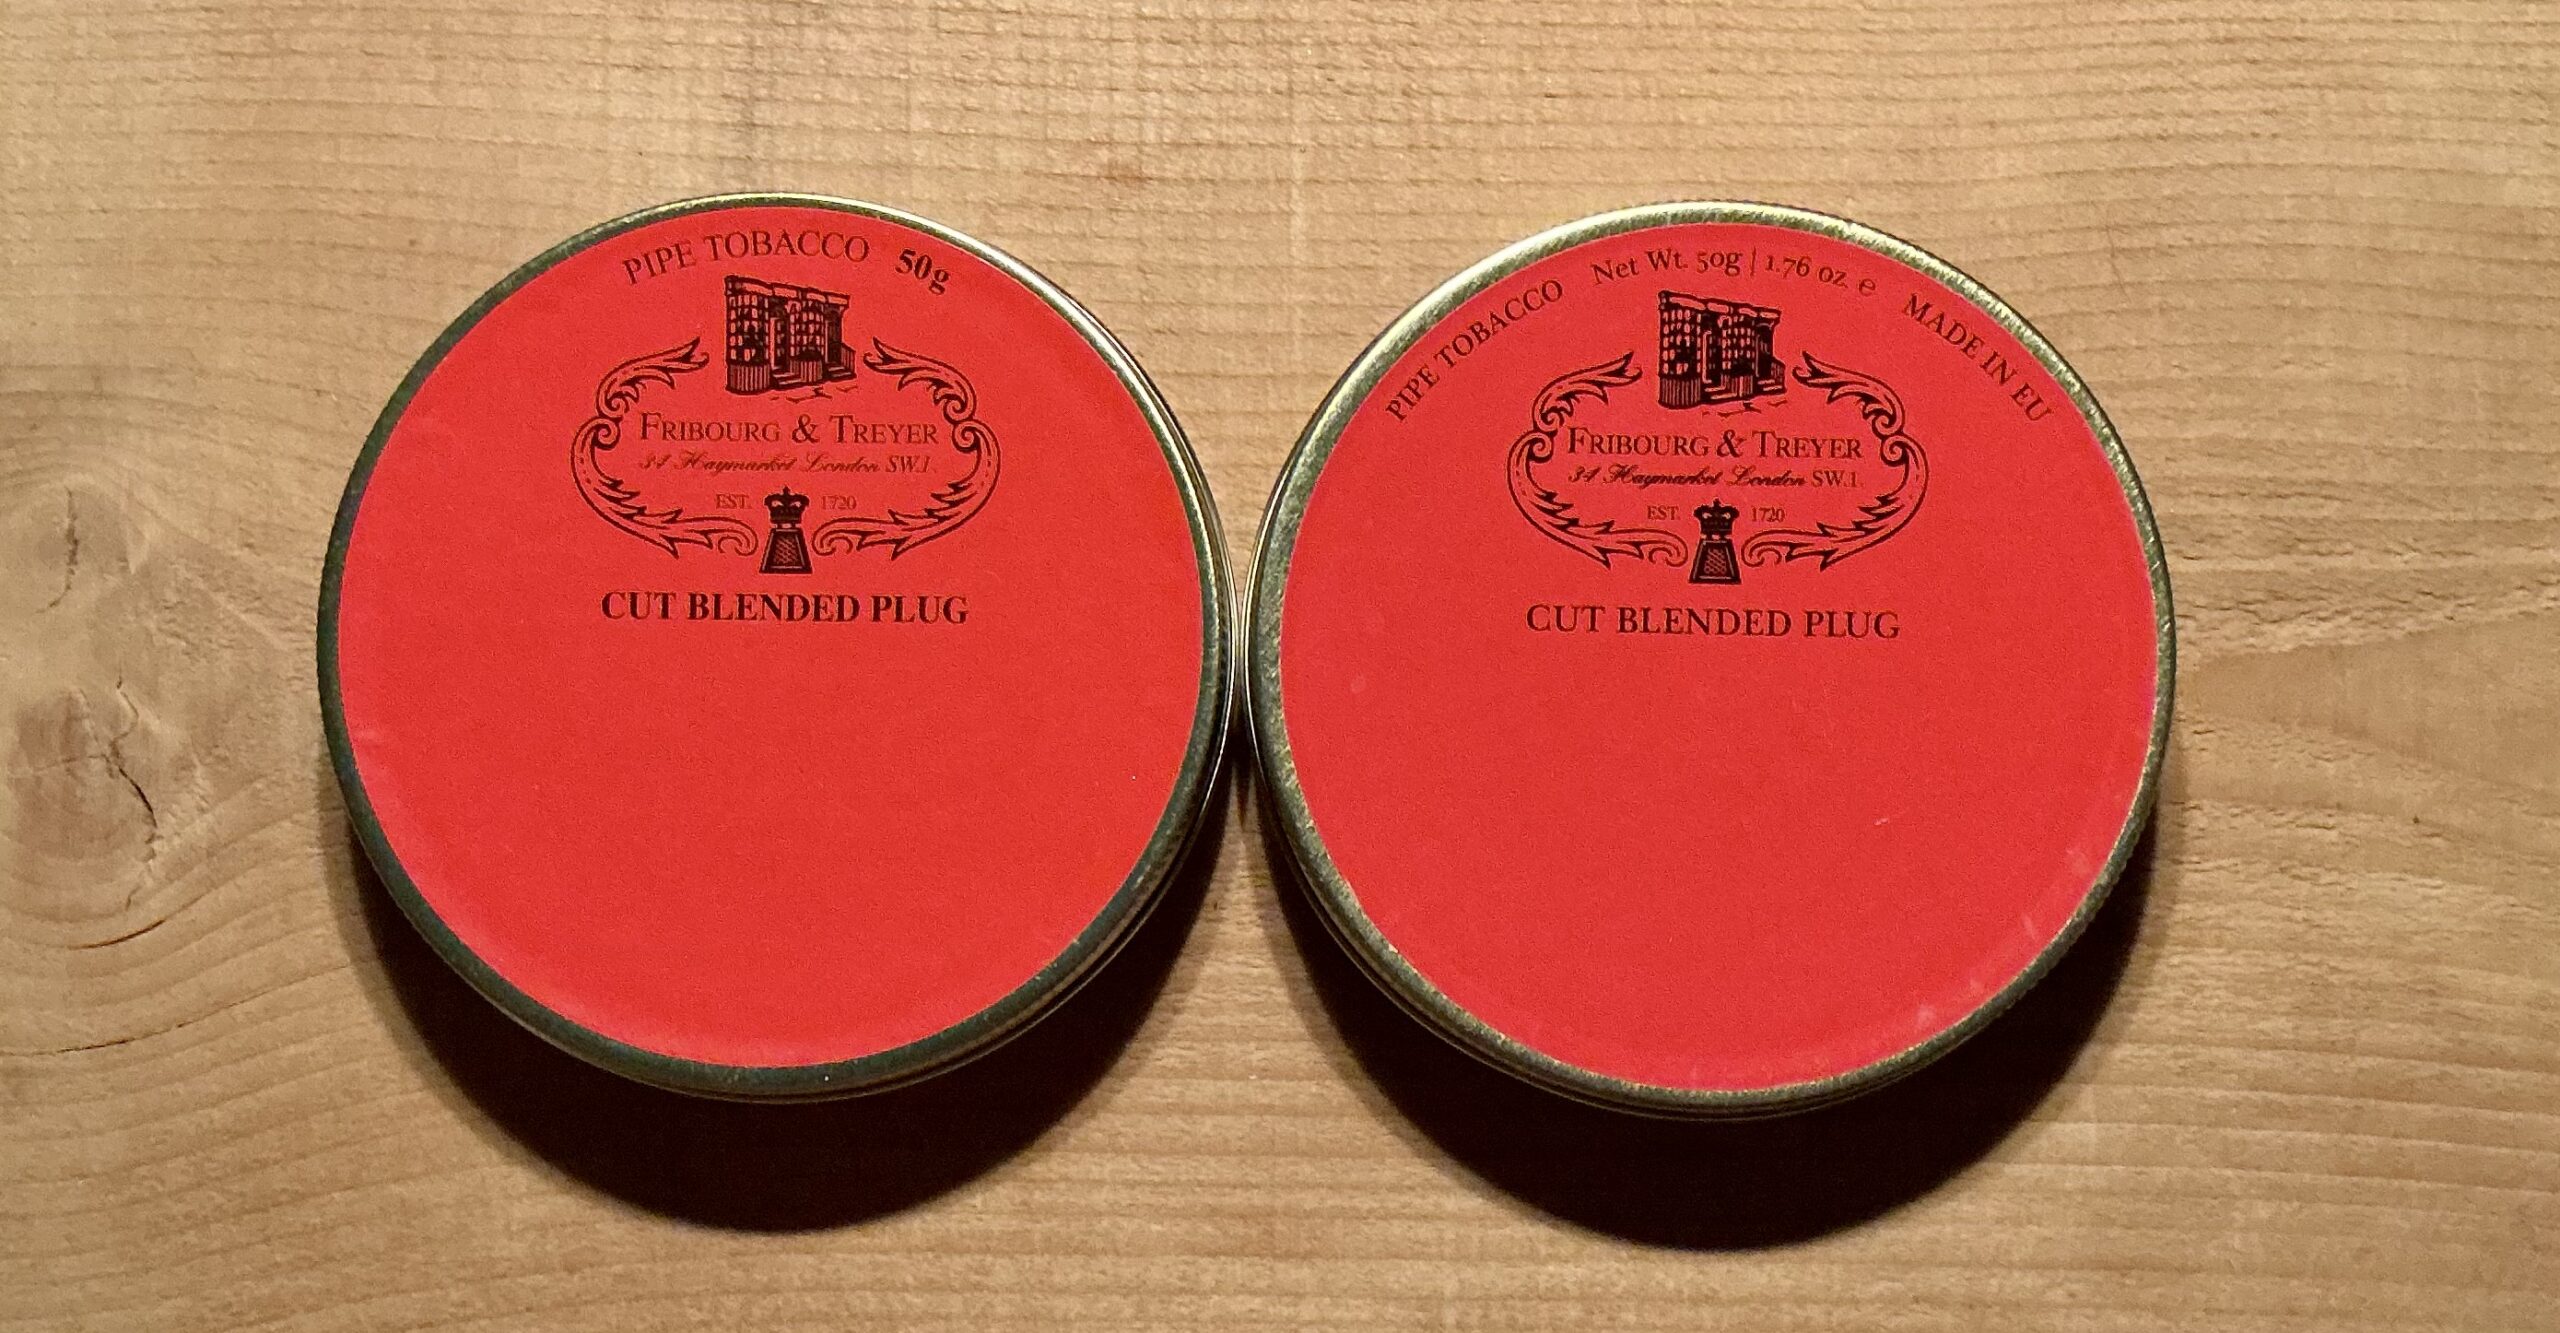 PIPE TOBACCO 50g
FRIBOURG & TREYER
34 Haymarket London SW.1.
EST. 1720
CUT BLENDED PLUG
PIPE TOBACCO Net Wt. 50g | 1.76 oz. e MADE IN EU
FRIBOURG & TREYER
34 Haymarket London SW.1.
EST. 1720
CUT BLENDED PLUG